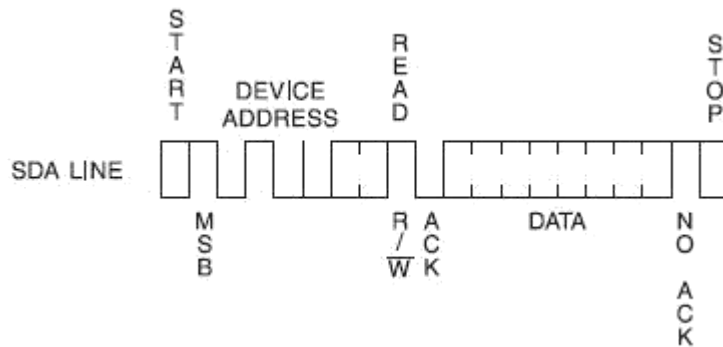 START
READ
STOP
DEVICE
ADDRESS
SDA LINE
MSB
R/W
ACK
DATA
NO ACK